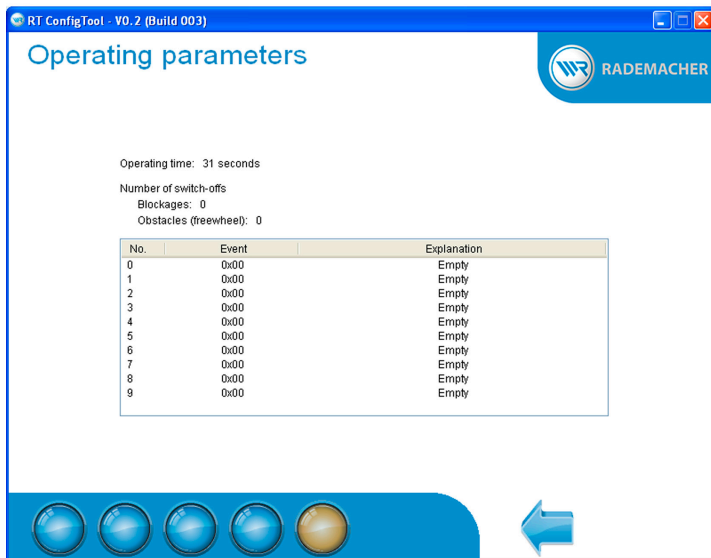 RT ConfigTool - V0.2 (Build 003)
Operating parameters
RADEMACHER
Operating time: 31 seconds
Number of switch-offs
Blockages: 0
Obstacles (freewheel): 0
No. Event Explanation
0 0x00 Empty
1 0x00 Empty
2 0x00 Empty
3 0x00 Empty
4 0x00 Empty
5 0x00 Empty
6 0x00 Empty
7 0x00 Empty
8 0x00 Empty
9 0x00 Empty